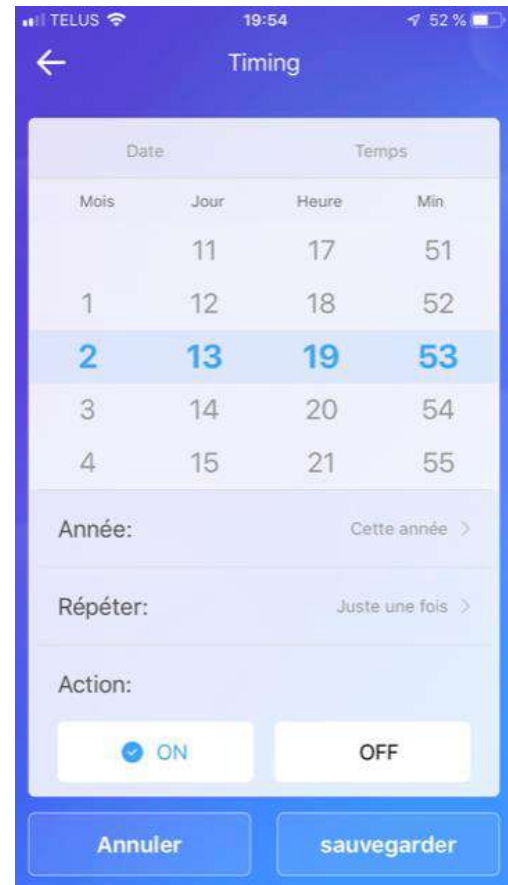 TELUS 19:54 52 %
Timing
Date Temps
Mois Jour Heure Min
11 17 51
1 12 18 52
2 13 19 53
3 14 20 54
4 15 21 55
Année: Cette année >
Répéter: Juste une fois >
Action:
ON OFF
Annuler sauvegarder